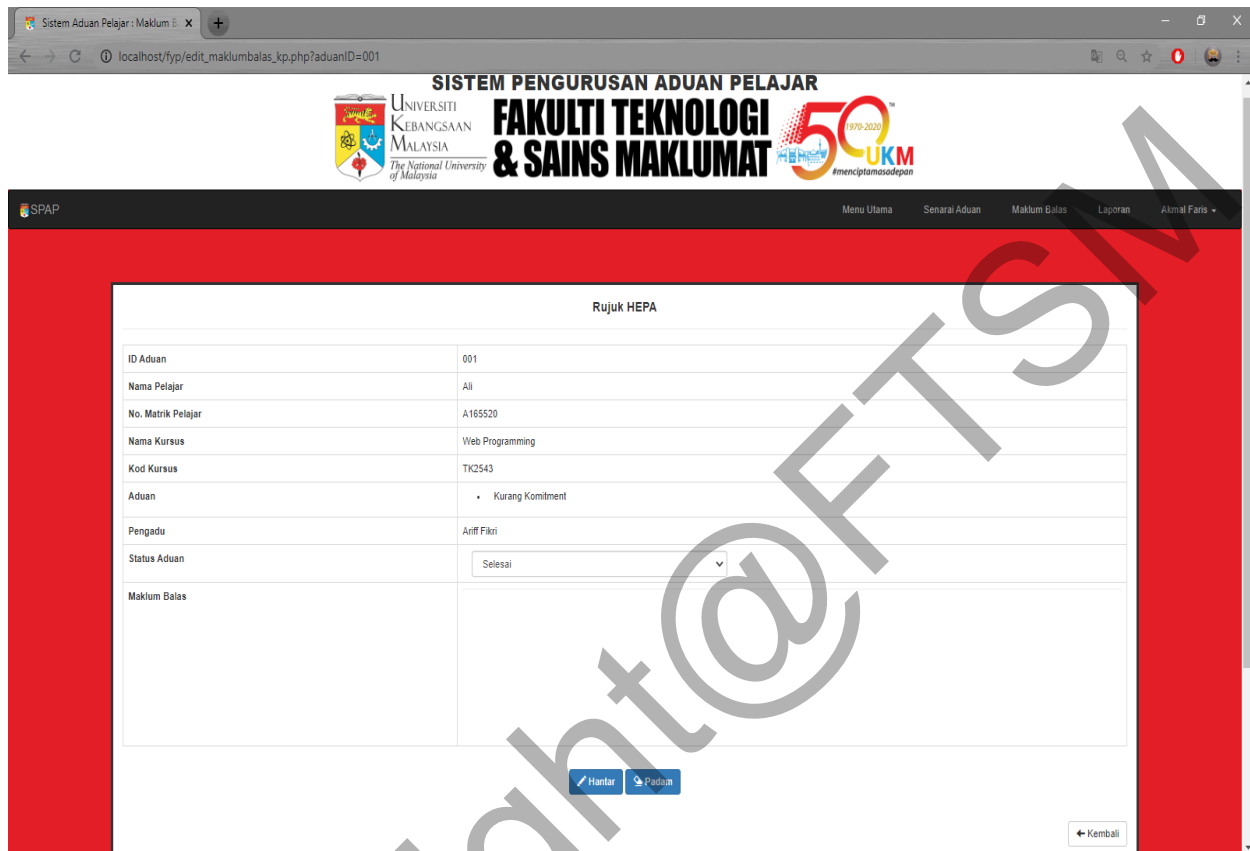 Sistem Aduan Pelajar : Maklum B
localhost/fyp/edit_maklumbalas_kp.php?aduanID=001
SISTEM PENGURUSAN ADUAN PELAJAR
UNIVERSITI
KEBANGSAAN
MALAYSIA
The National University
of Malaysia
FAKULTI TEKNOLOGI
& SAINS MAKLUMAT
1970-2020
UKM
#menciptamasadepan
SPAP
Menu Utama Senarai Aduan Maklum Balas Laporan Akmal Faris
Rujuk HEPA
ID Aduan 001
Nama Pelajar Ali
No. Matrik Pelajar A165520
Nama Kursus Web Programming
Kod Kursus TK2543
Aduan • Kurang Komitment
Pengadu Ariff Fikri
Status Aduan Selesai
Maklum Balas
Hantar Padam
Kembali
ght@FTSM